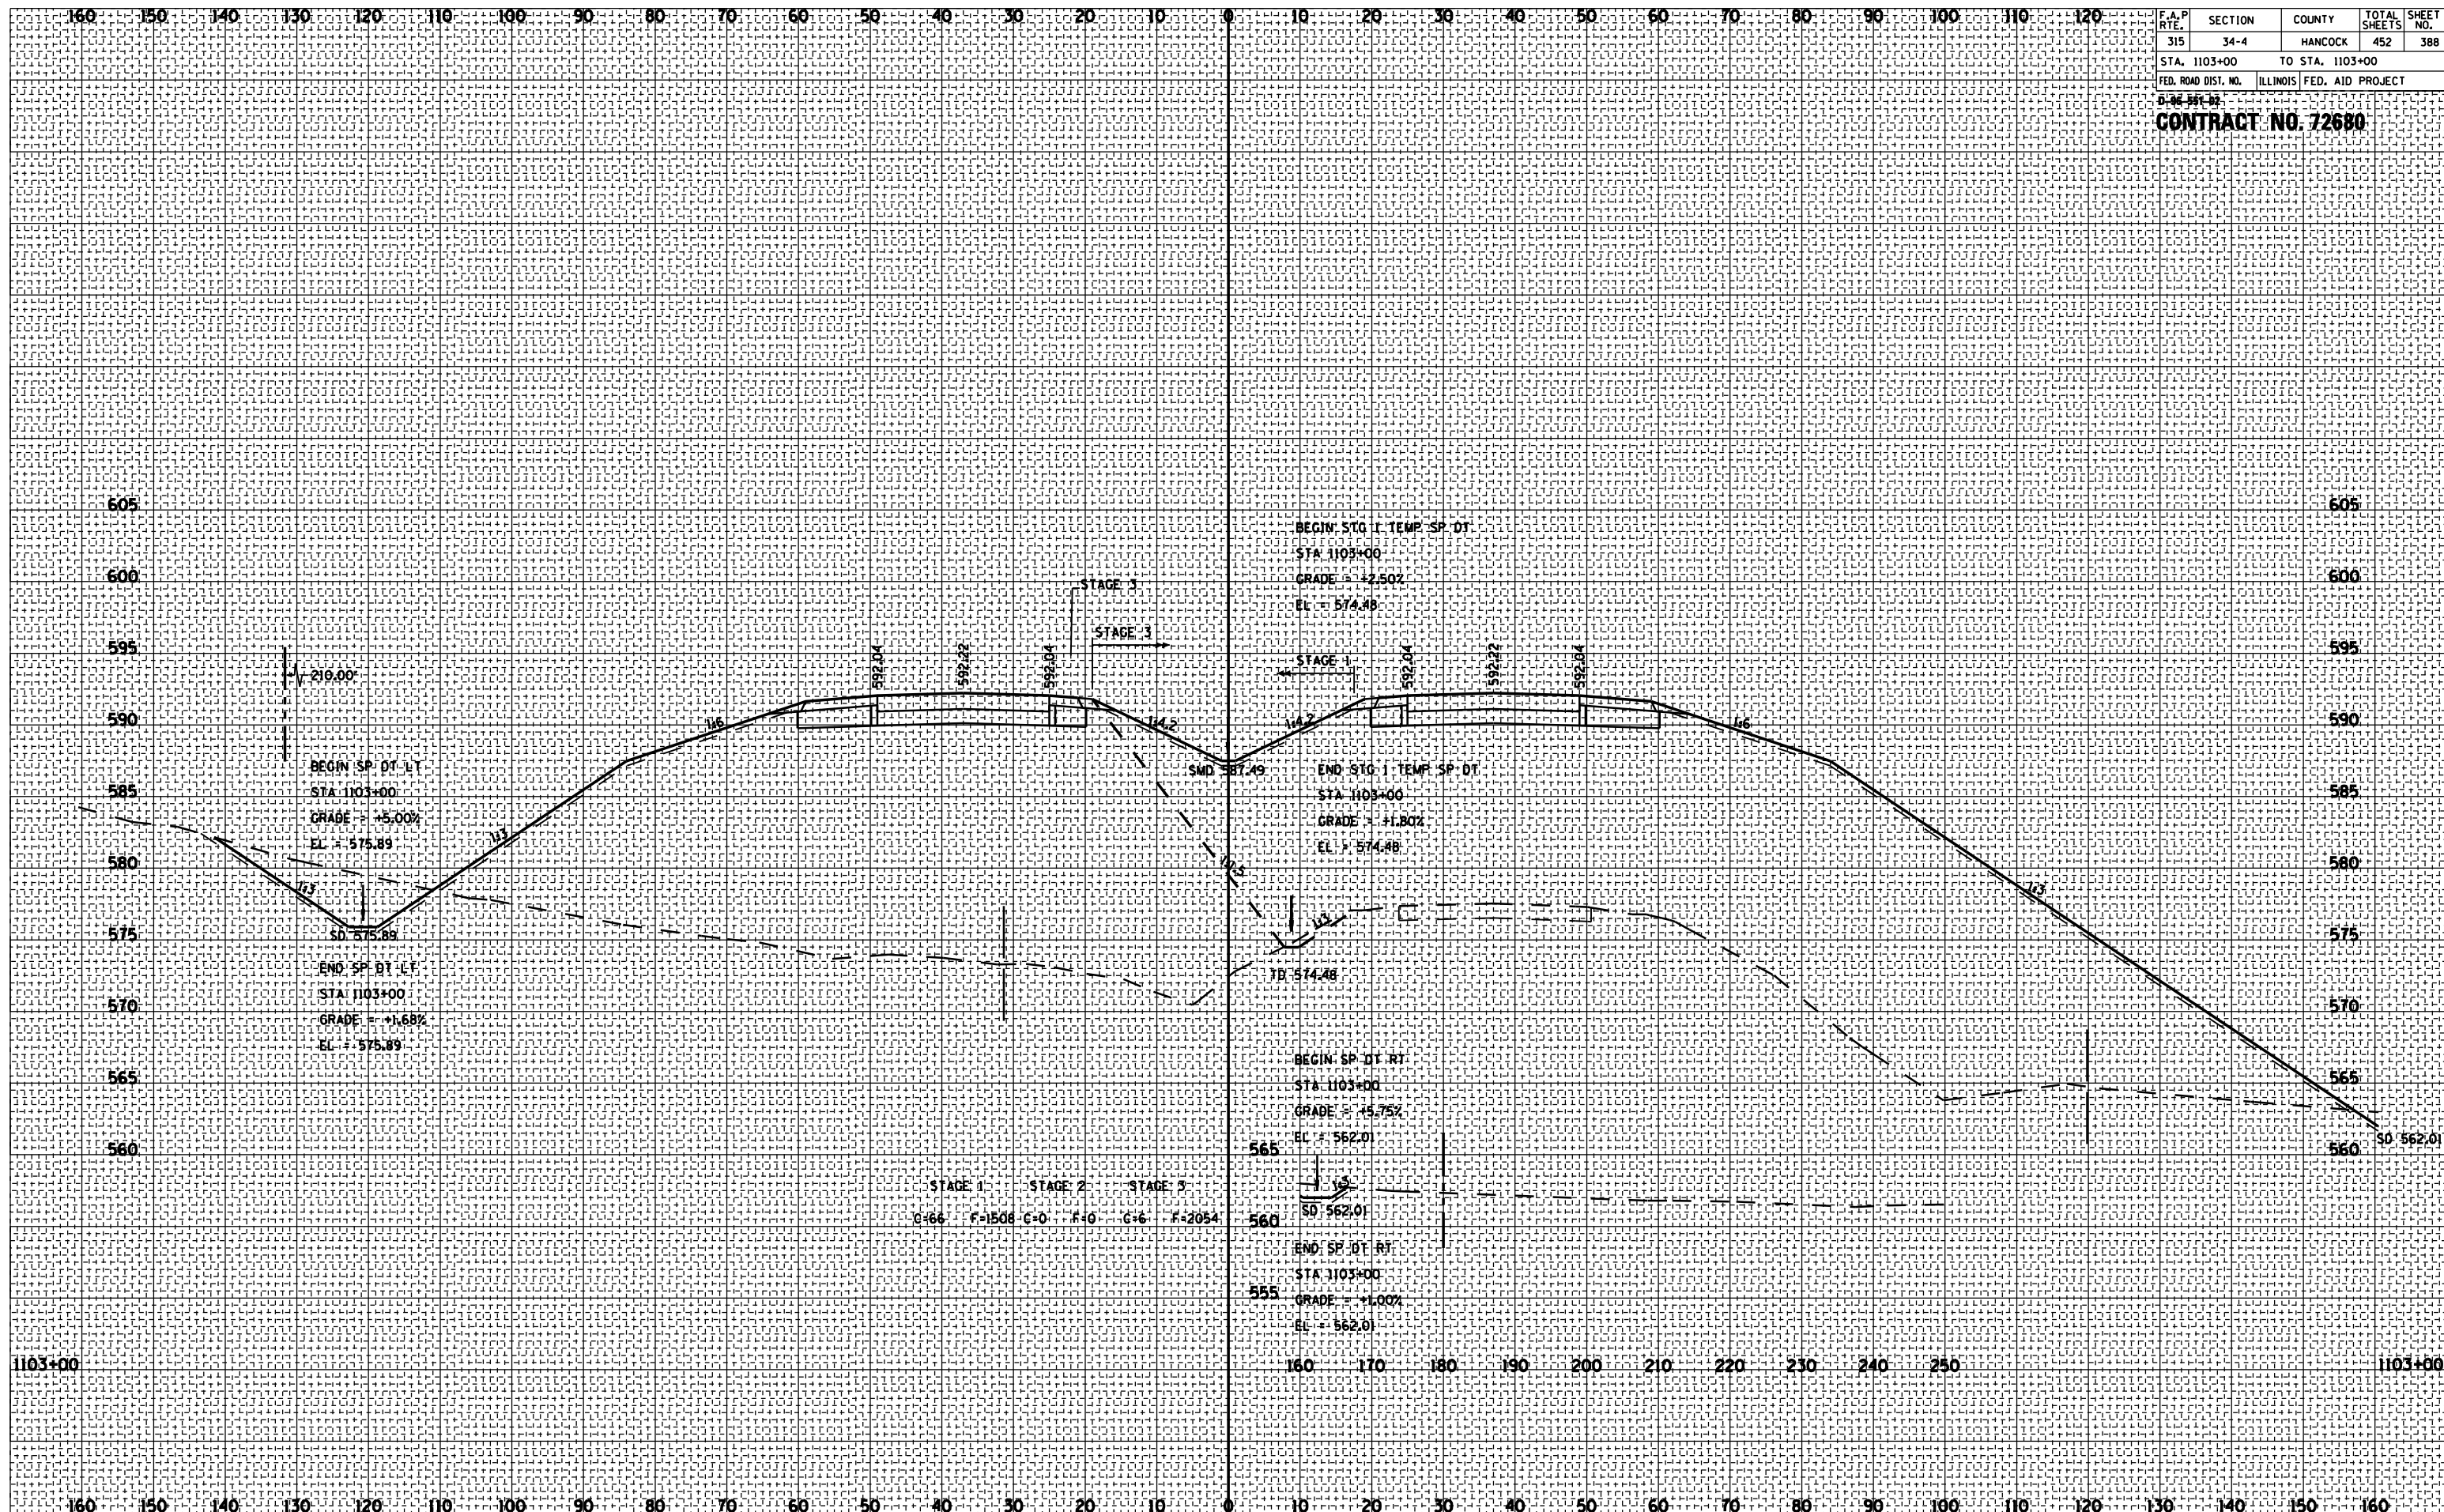 160 150 140 130 120 110 100 90 80 70 60 50 40 30 20 10 0 10 20 30 40 50 60 70 80 90 100 110 120
F.A.P RTE. SECTION COUNTY TOTAL SHEETS SHEET NO.
315 34-4 HANCOCK 452 388
STA. 1103+00 TO STA. 1103+00
FED. ROAD DIST. NO. ILLINOIS FED. AID PROJECT
D-96-551-02
CONTRACT NO. 72680
605 605
BEGIN STG 1 TEMP SP DT
STA 1103+00
GRADE = +2.50%
EL = 574.48
600 600
STAGE 3
STAGE 3
STAGE 1
595 595
210.00'
592.04 592.22 592.04 592.04 592.22 592.04
590 590
1:6 1:4.2 1:4.2 1:6
SMD 587.49
BEGIN SP DT LT
STA 1103+00
GRADE = +5.00%
EL = 575.89
END STG 1 TEMP SP DT
STA 1103+00
GRADE = +1.80%
EL = 574.48
585 585
580 580
1:3 1:3 1:1.5 1:3 1:3
575 575
SD 575.89
TD 574.48
END SP DT LT
STA 1103+00
GRADE = +1.68%
EL = 575.89
570 570
565 565
BEGIN SP DT RT
STA 1103+00
GRADE = +5.75%
EL = 562.01
SD 562.01
560 565 560
STAGE 1 STAGE 2 STAGE 3
C=66 F=1508 C=0 F=0 C=6 F=2054
1:3
SD 562.01
560
END SP DT RT
STA 1103+00
GRADE = +1.00%
EL = 562.01
555
1103+00 160 170 180 190 200 210 220 230 240 250 1103+00
160 150 140 130 120 110 100 90 80 70 60 50 40 30 20 10 0 10 20 30 40 50 60 70 80 90 100 110 120 130 140 150 160